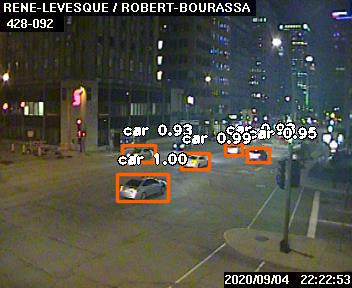 RENE-LEVESQUE / ROBERT-BOURASSA
428-092
car 0.93
car 0.99
car 0.95
car 1.00
2020/09/04 22:22:53